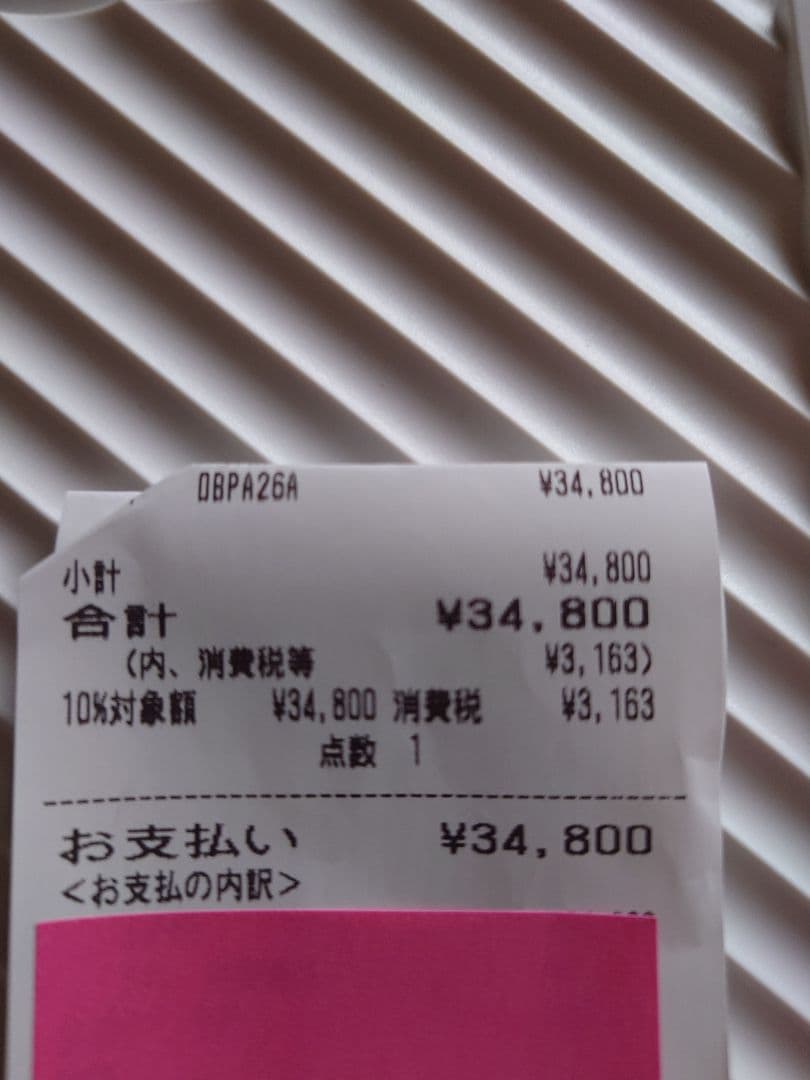 OBPA26A ¥34,800
小計 ¥34,800
合計 ¥34,800
(内、消費税等 ¥3,163)
10%対象額 ¥34,800 消費税 ¥3,163
点数 1
お支払い ¥34,800
<お支払の内訳>